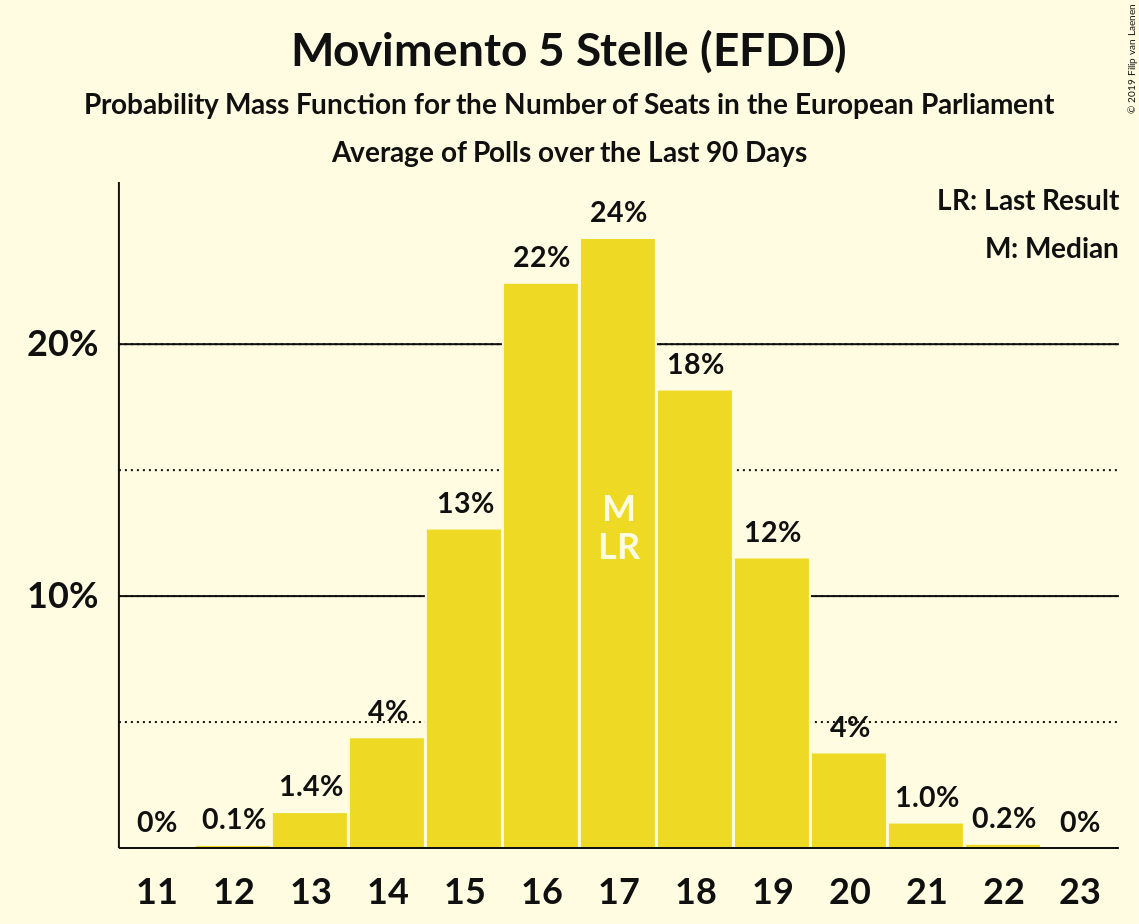 Movimento 5 Stelle (EFDD)
Probability Mass Function for the Number of Seats in the European Parliament
Average of Polls over the Last 90 Days
© 2019 Filip van Laenen
LR: Last Result
M: Median
20%
10%
0%
0.1%
1.4%
4%
13%
22%
24%
18%
12%
4%
1.0%
0.2%
0%
M
LR
11 12 13 14 15 16 17 18 19 20 21 22 23